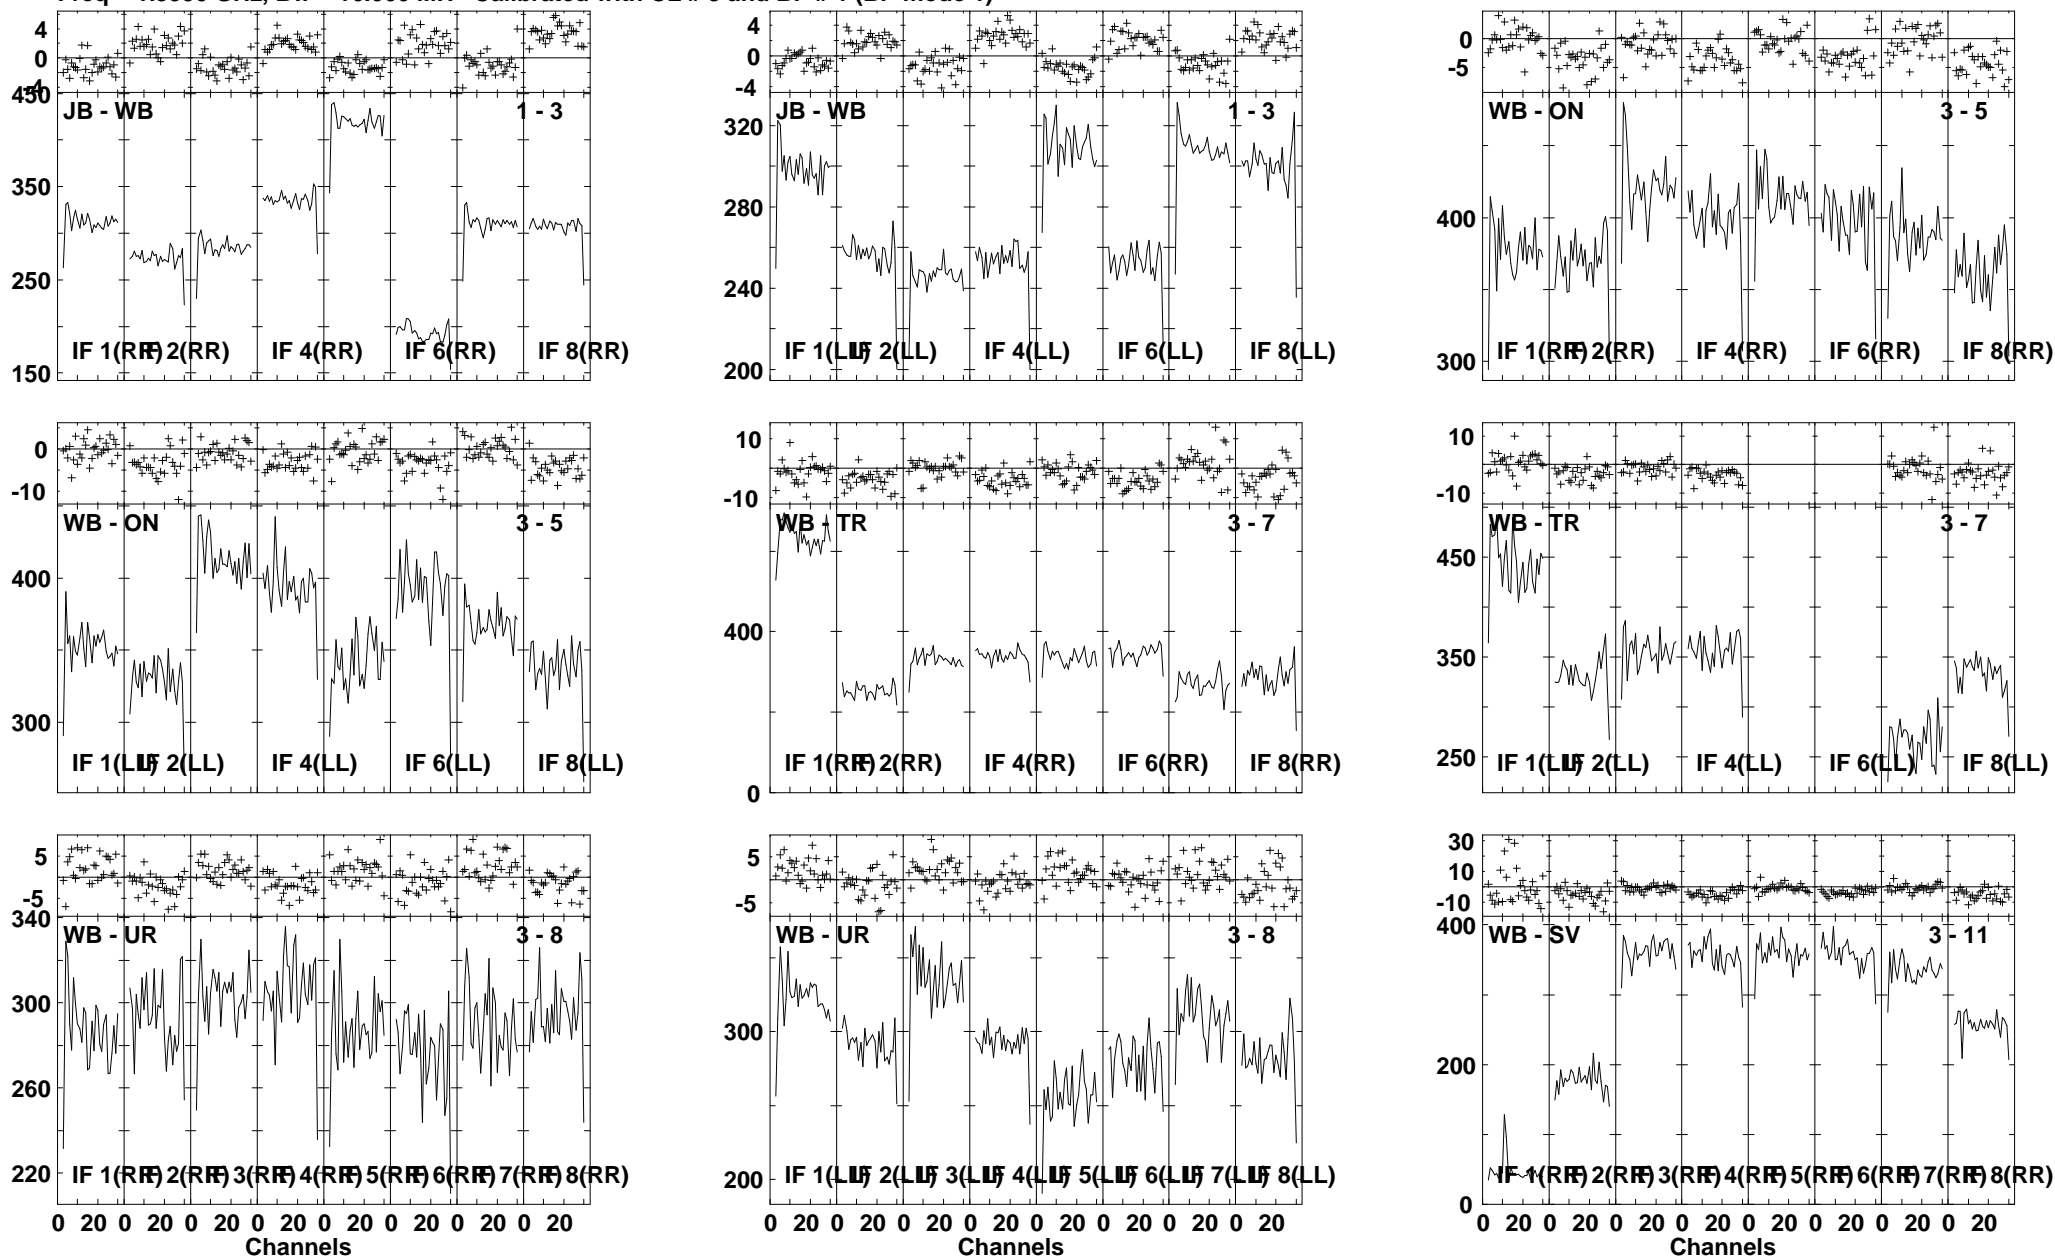 4
0
-4
450
350
250
150
JB - WB
1 - 3
IF 1(RR)
IF 2(RR)
IF 4(RR)
IF 6(RR)
IF 8(RR)
4
0
-4
320
280
240
200
JB - WB
1 - 3
IF 1(LL)
IF 2(LL)
IF 4(LL)
IF 6(LL)
IF 8(LL)
0
-5
400
300
WB - ON
3 - 5
IF 1(RR)
IF 2(RR)
IF 4(RR)
IF 6(RR)
IF 8(RR)
0
-10
400
300
WB - ON
3 - 5
IF 1(LL)
IF 2(LL)
IF 4(LL)
IF 6(LL)
IF 8(LL)
10
-10
400
0
WB - TR
3 - 7
IF 1(RR)
IF 2(RR)
IF 4(RR)
IF 6(RR)
IF 8(RR)
10
-10
450
350
250
WB - TR
3 - 7
IF 1(LL)
IF 2(LL)
IF 4(LL)
IF 6(LL)
IF 8(LL)
5
-5
340
300
260
220
WB - UR
3 - 8
IF 1(RR)
IF 2(RR)
IF 3(RR)
IF 4(RR)
IF 5(RR)
IF 6(RR)
IF 7(RR)
IF 8(RR)
0 20 0 20 0 20 0 20 0 20 0 20 0 20 0 20
Channels
5
-5
300
200
WB - UR
3 - 8
IF 1(LL)
IF 2(LL)
IF 3(LL)
IF 4(LL)
IF 5(LL)
IF 6(LL)
IF 7(LL)
IF 8(LL)
0 20 0 20 0 20 0 20 0 20 0 20 0 20 0 20
Channels
30
10
-10
400
200
0
WB - SV
3 - 11
IF 1(RR)
IF 2(RR)
IF 3(RR)
IF 4(RR)
IF 5(RR)
IF 6(RR)
IF 7(RR)
IF 8(RR)
0 20 0 20 0 20 0 20 0 20 0 20 0 20 0 20
Channels